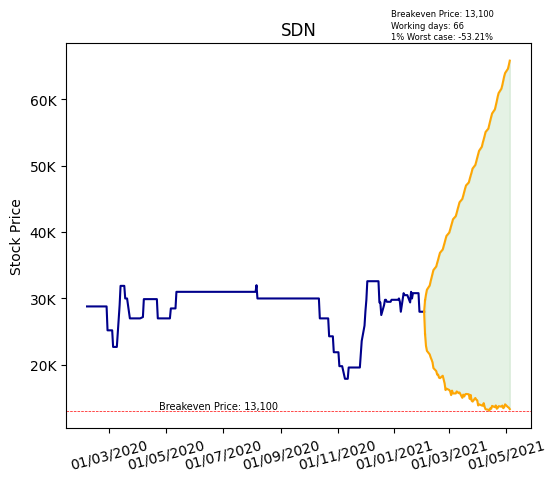 Breakeven Price: 13,100
Working days: 66
1% Worst case: -53.21%
SDN
Stock Price
60K
50K
40K
30K
20K
Breakeven Price: 13,100
01/03/2020
01/05/2020
01/07/2020
01/09/2020
01/11/2020
01/01/2021
01/03/2021
01/05/2021